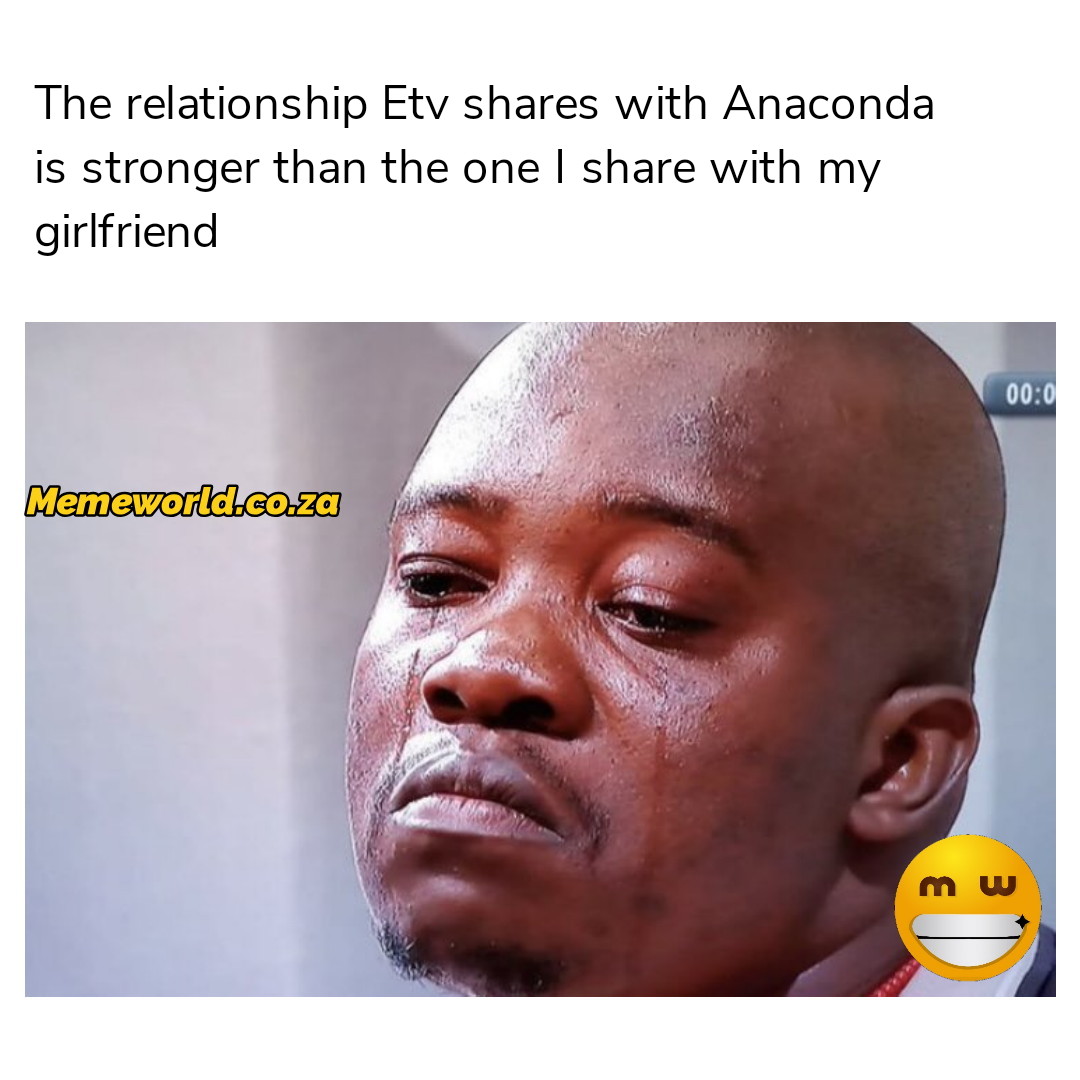 The relationship Etv shares with Anaconda
is stronger than the one I share with my
girlfriend
00:0
Memeworld.co.za
m w